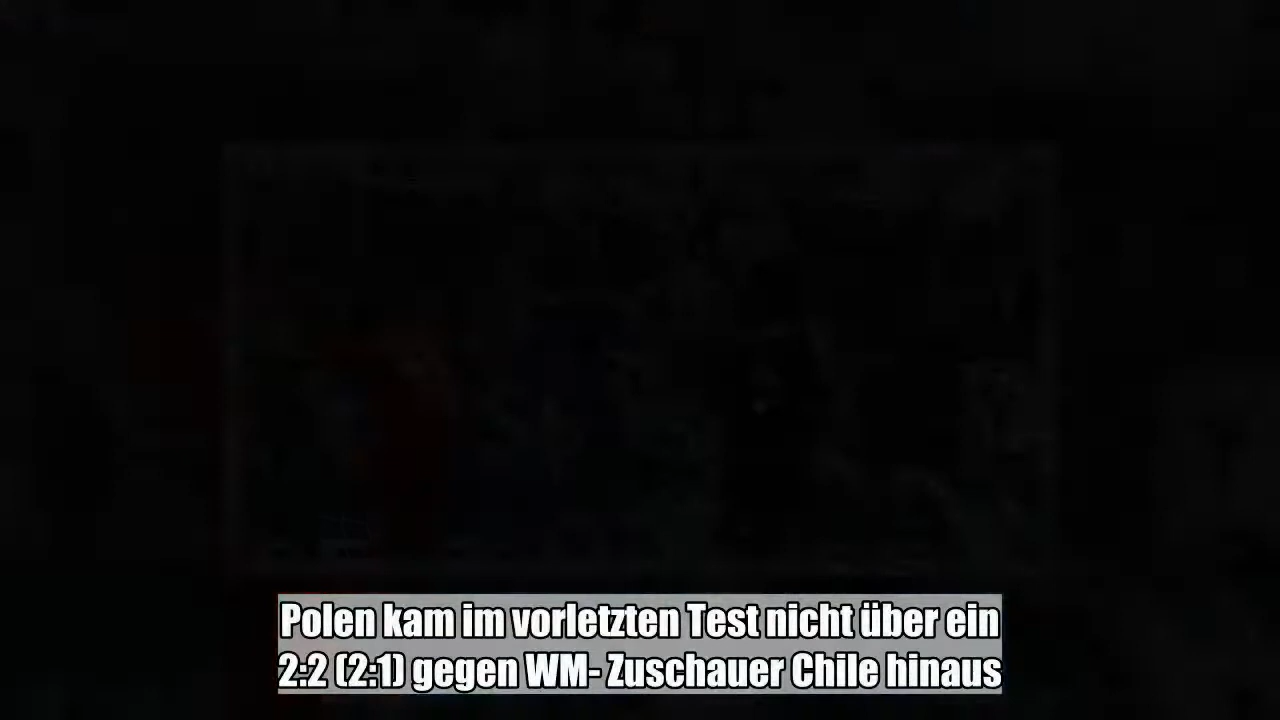 Polen kam im vorletzten Test nicht über ein
2:2 (2:1) gegen WM- Zuschauer Chile hinaus